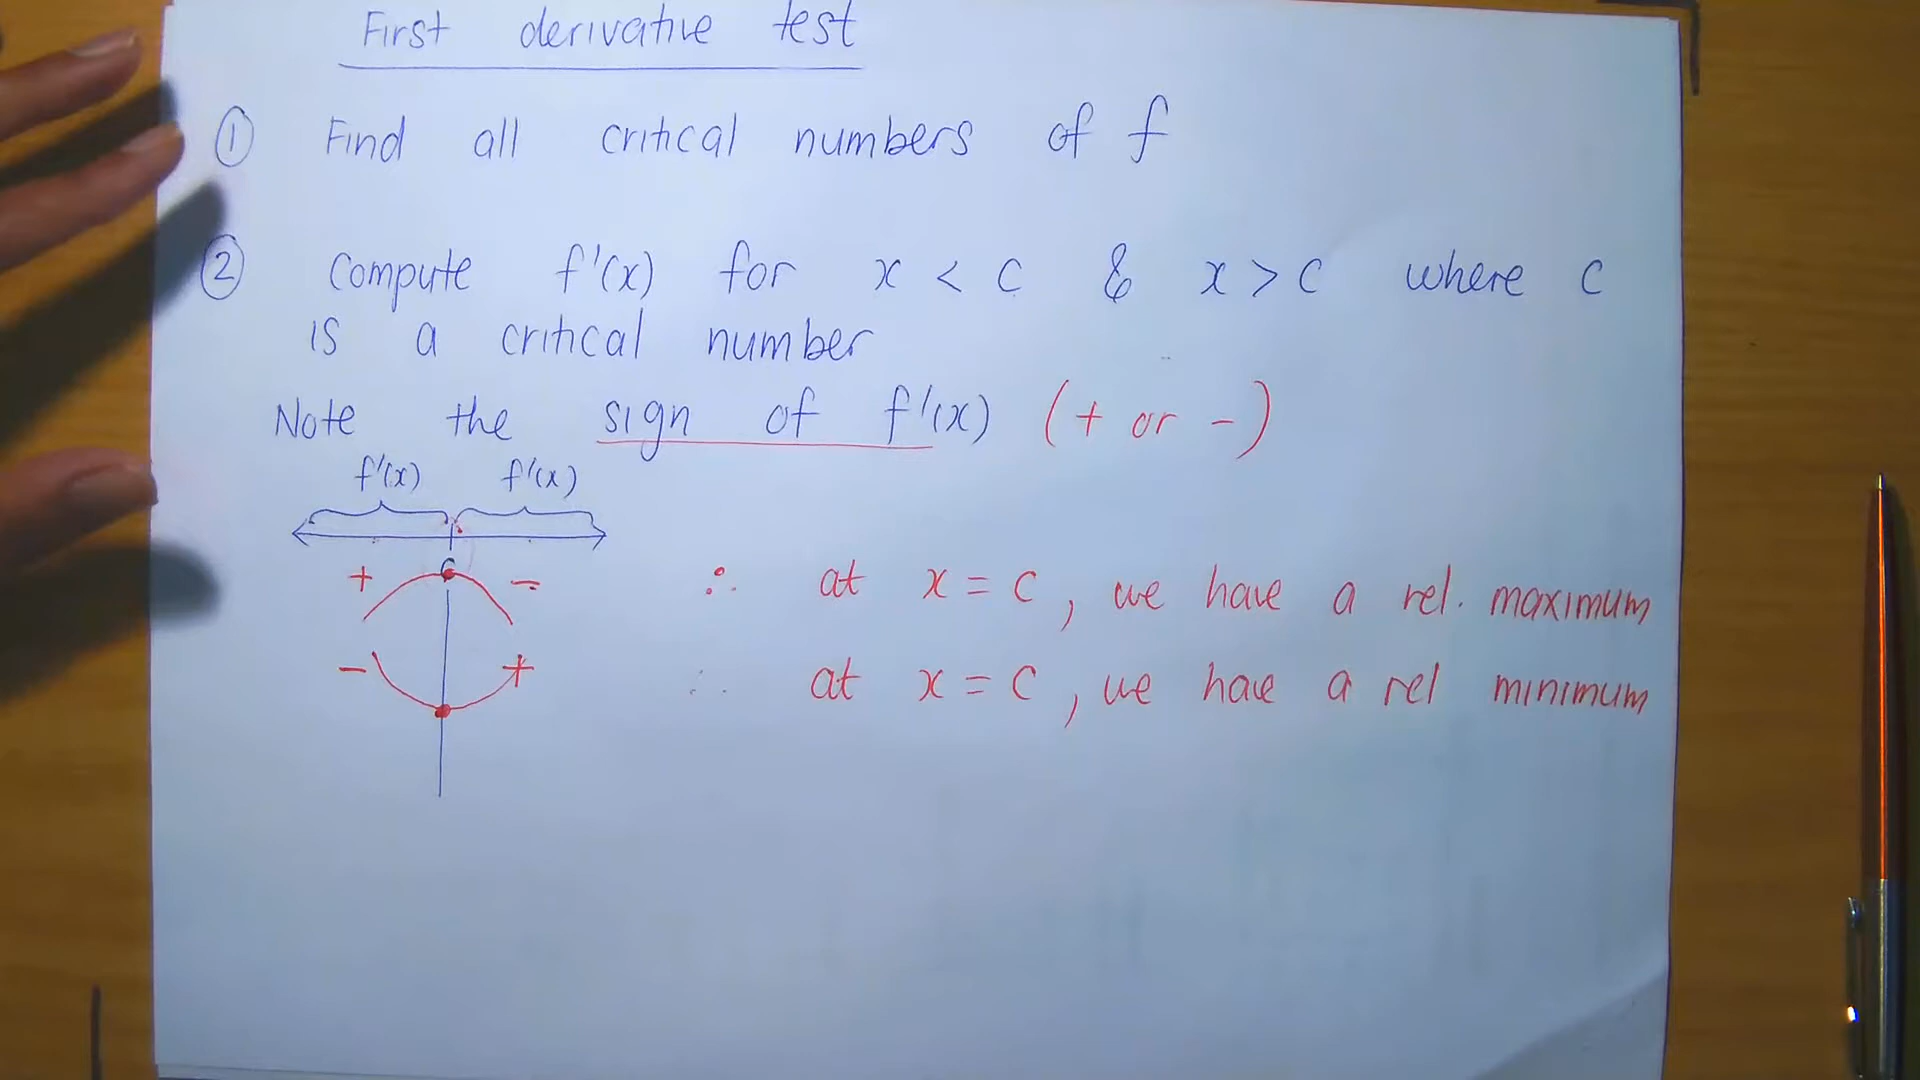 First derivative test
① Find all critical numbers of f
② Compute f'(x) for x < c & x > c where c
is a critical number
Note the sign of f'(x) (+ or -)
f'(x) f'(x)
c
+ -
∴ at x = c, we have a rel. maximum
- +
∴ at x = c, we have a rel minimum